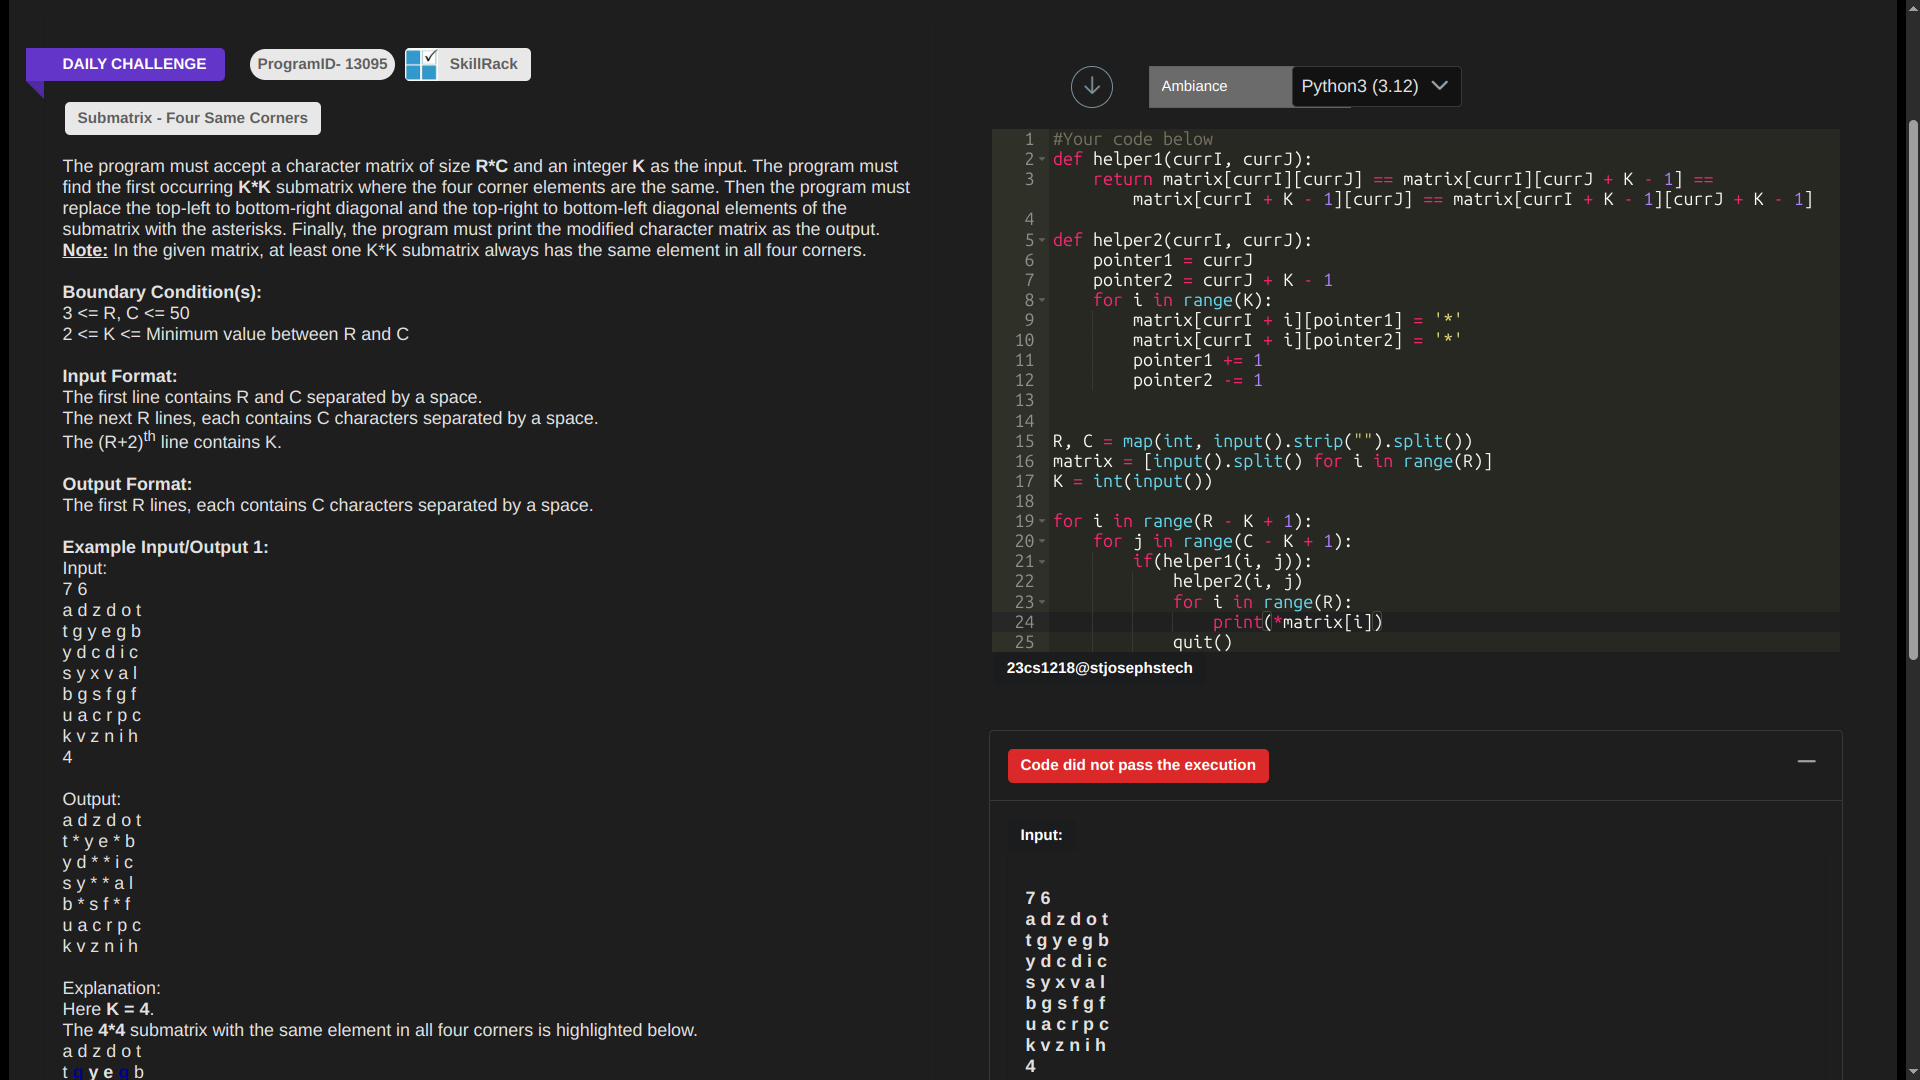 DAILY CHALLENGE
ProgramID- 13095
SkillRack
Submatrix - Four Same Corners
The program must accept a character matrix of size R*C and an integer K as the input. The program must
find the first occurring K*K submatrix where the four corner elements are the same. Then the program must
replace the top-left to bottom-right diagonal and the top-right to bottom-left diagonal elements of the
submatrix with the asterisks. Finally, the program must print the modified character matrix as the output.
Note: In the given matrix, at least one K*K submatrix always has the same element in all four corners.
Boundary Condition(s):
3 <= R, C <= 50
2 <= K <= Minimum value between R and C
Input Format:
The first line contains R and C separated by a space.
The next R lines, each contains C characters separated by a space.
The (R+2)th line contains K.
Output Format:
The first R lines, each contains C characters separated by a space.
Example Input/Output 1:
Input:
7 6
a d z d o t
t g y e g b
y d c d i c
s y x v a l
b g s f g f
u a c r p c
k v z n i h
4
Output:
a d z d o t
t * y e * b
y d * * i c
s y * * a l
b * s f * f
u a c r p c
k v z n i h
Explanation:
Here K = 4.
The 4*4 submatrix with the same element in all four corners is highlighted below.
a d z d o t
t g y e g b
Ambiance
Python3 (3.12)
1 #Your code below
2 def helper1(currI, currJ):
3     return matrix[currI][currJ] == matrix[currI][currJ + K - 1] ==
        matrix[currI + K - 1][currJ] == matrix[currI + K - 1][currJ + K - 1]
4
5 def helper2(currI, currJ):
6     pointer1 = currJ
7     pointer2 = currJ + K - 1
8     for i in range(K):
9         matrix[currI + i][pointer1] = '*'
10         matrix[currI + i][pointer2] = '*'
11         pointer1 += 1
12         pointer2 -= 1
13
14
15 R, C = map(int, input().strip("").split())
16 matrix = [input().split() for i in range(R)]
17 K = int(input())
18
19 for i in range(R - K + 1):
20     for j in range(C - K + 1):
21         if(helper1(i, j)):
22             helper2(i, j)
23             for i in range(R):
24                 print(*matrix[i])
25             quit()
23cs1218@stjosephstech
Code did not pass the execution
Input:
7 6
a d z d o t
t g y e g b
y d c d i c
s y x v a l
b g s f g f
u a c r p c
k v z n i h
4